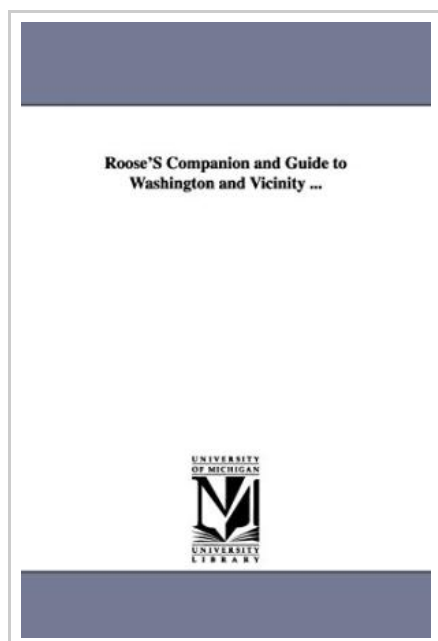 Roose'S Companion and Guide to
Washington and Vicinity ...
UNIVERSITY
OF MICHIGAN
M
UNIVERSITY
LIBRARY